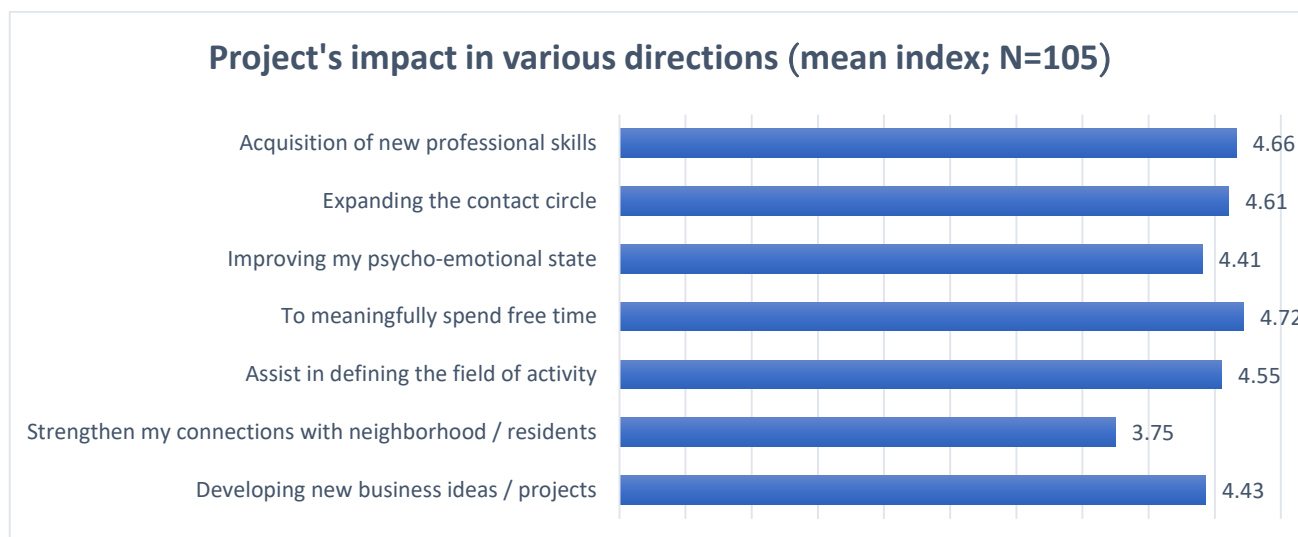 Project's impact in various directions (mean index; N=105)
Acquisition of new professional skills 4.66
Expanding the contact circle 4.61
Improving my psycho-emotional state 4.41
To meaningfully spend free time 4.72
Assist in defining the field of activity 4.55
Strengthen my connections with neighborhood / residents 3.75
Developing new business ideas / projects 4.43